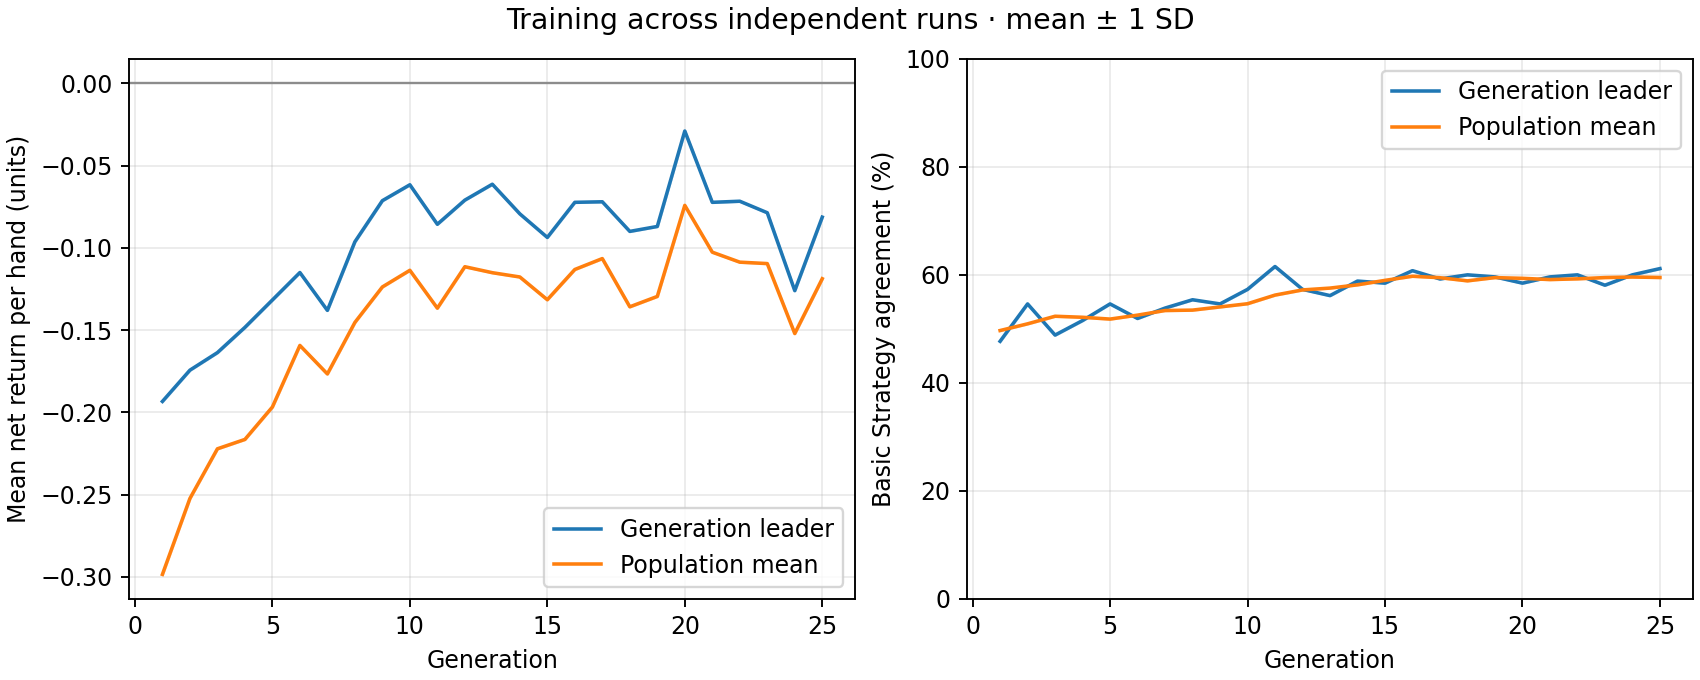 Training across independent runs · mean ± 1 SD
Mean net return per hand (units)
0.00
−0.05
−0.10
−0.15
−0.20
−0.25
−0.30
0 5 10 15 20 25
Generation
Generation leader
Population mean
Basic Strategy agreement (%)
100
80
60
40
20
0
0 5 10 15 20 25
Generation
Generation leader
Population mean